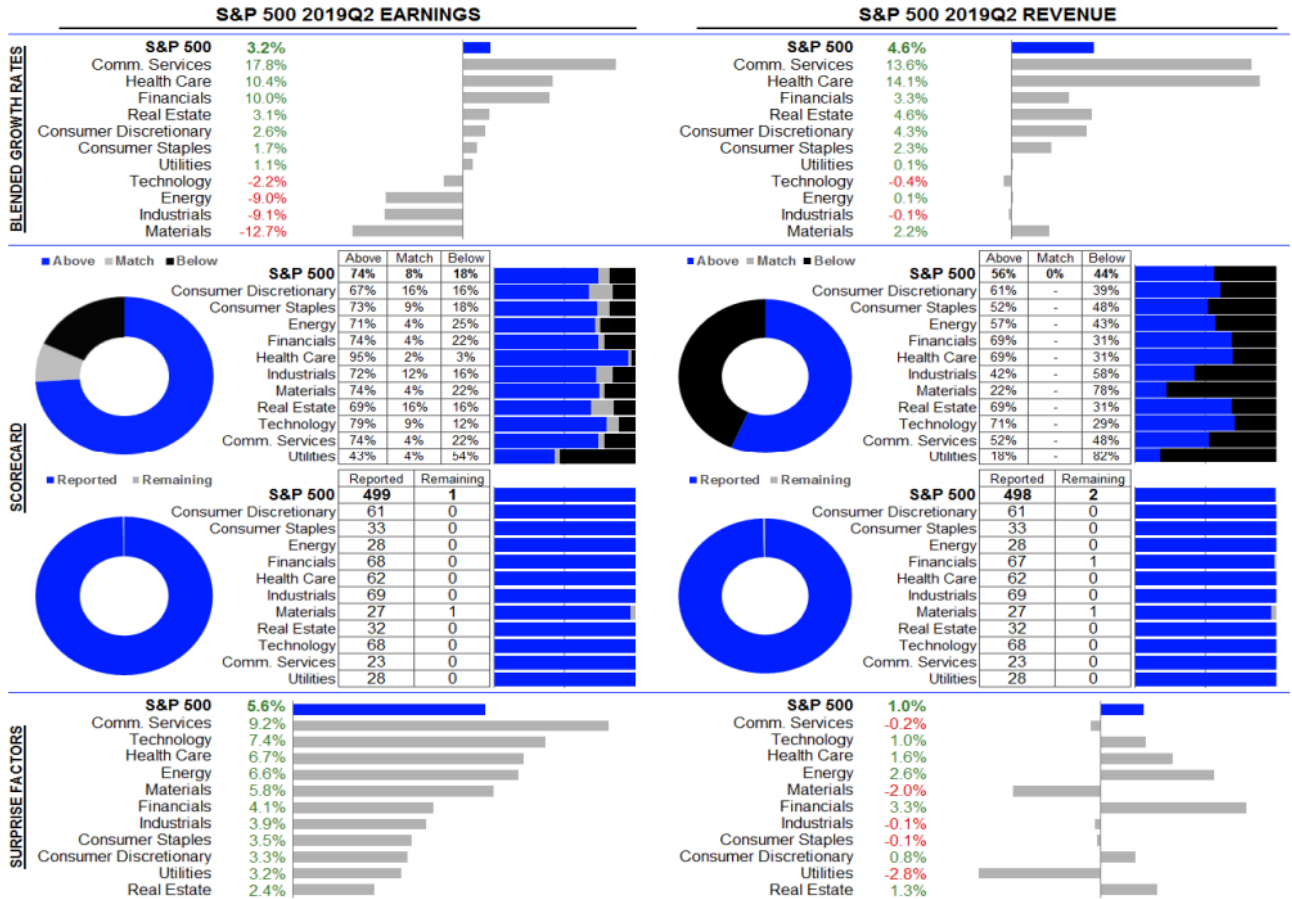 S&P 500 2019Q2 EARNINGS
BLENDED GROWTH RATES
S&P 500 3.2%
Comm. Services 17.8%
Health Care 10.4%
Financials 10.0%
Real Estate 3.1%
Consumer Discretionary 2.6%
Consumer Staples 1.7%
Utilities 1.1%
Technology -2.2%
Energy -9.0%
Industrials -9.1%
Materials -12.7%
SCORECARD
Above Match Below
Above Match Below
S&P 500 74% 8% 18%
Consumer Discretionary 67% 16% 16%
Consumer Staples 73% 9% 18%
Energy 71% 4% 25%
Financials 74% 4% 22%
Health Care 95% 2% 3%
Industrials 72% 12% 16%
Materials 74% 4% 22%
Real Estate 69% 16% 16%
Technology 79% 9% 12%
Comm. Services 74% 4% 22%
Utilities 43% 4% 54%
Reported Remaining
Reported Remaining
S&P 500 499 1
Consumer Discretionary 61 0
Consumer Staples 33 0
Energy 28 0
Financials 68 0
Health Care 62 0
Industrials 69 0
Materials 27 1
Real Estate 32 0
Technology 68 0
Comm. Services 23 0
Utilities 28 0
SURPRISE FACTORS
S&P 500 5.6%
Comm. Services 9.2%
Technology 7.4%
Health Care 6.7%
Energy 6.6%
Materials 5.8%
Financials 4.1%
Industrials 3.9%
Consumer Staples 3.5%
Consumer Discretionary 3.3%
Utilities 3.2%
Real Estate 2.4%
S&P 500 2019Q2 REVENUE
S&P 500 4.6%
Comm. Services 13.6%
Health Care 14.1%
Financials 3.3%
Real Estate 4.6%
Consumer Discretionary 4.3%
Consumer Staples 2.3%
Utilities 0.1%
Technology -0.4%
Energy 0.1%
Industrials -0.1%
Materials 2.2%
Above Match Below
Above Match Below
S&P 500 56% 0% 44%
Consumer Discretionary 61% - 39%
Consumer Staples 52% - 48%
Energy 57% - 43%
Financials 69% - 31%
Health Care 69% - 31%
Industrials 42% - 58%
Materials 22% - 78%
Real Estate 69% - 31%
Technology 71% - 29%
Comm. Services 52% - 48%
Utilities 18% - 82%
Reported Remaining
Reported Remaining
S&P 500 498 2
Consumer Discretionary 61 0
Consumer Staples 33 0
Energy 28 0
Financials 67 1
Health Care 62 0
Industrials 69 0
Materials 27 1
Real Estate 32 0
Technology 68 0
Comm. Services 23 0
Utilities 28 0
S&P 500 1.0%
Comm. Services -0.2%
Technology 1.0%
Health Care 1.6%
Energy 2.6%
Materials -2.0%
Financials 3.3%
Industrials -0.1%
Consumer Staples -0.1%
Consumer Discretionary 0.8%
Utilities -2.8%
Real Estate 1.3%